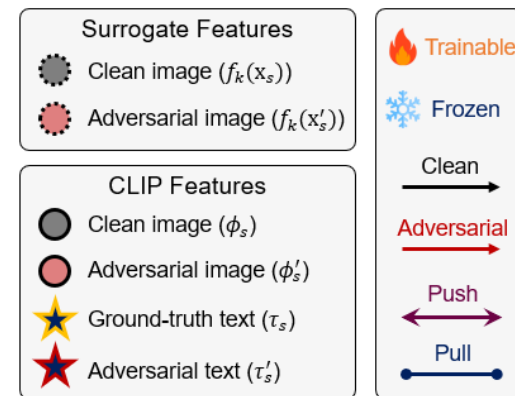 Surrogate Features
Clean image (f_k(x_s))
Adversarial image (f_k(x′_s))
CLIP Features
Clean image (ϕ_s)
Adversarial image (ϕ′_s)
Ground-truth text (τ_s)
Adversarial text (τ′_s)
Trainable
Frozen
Clean
Adversarial
Push
Pull